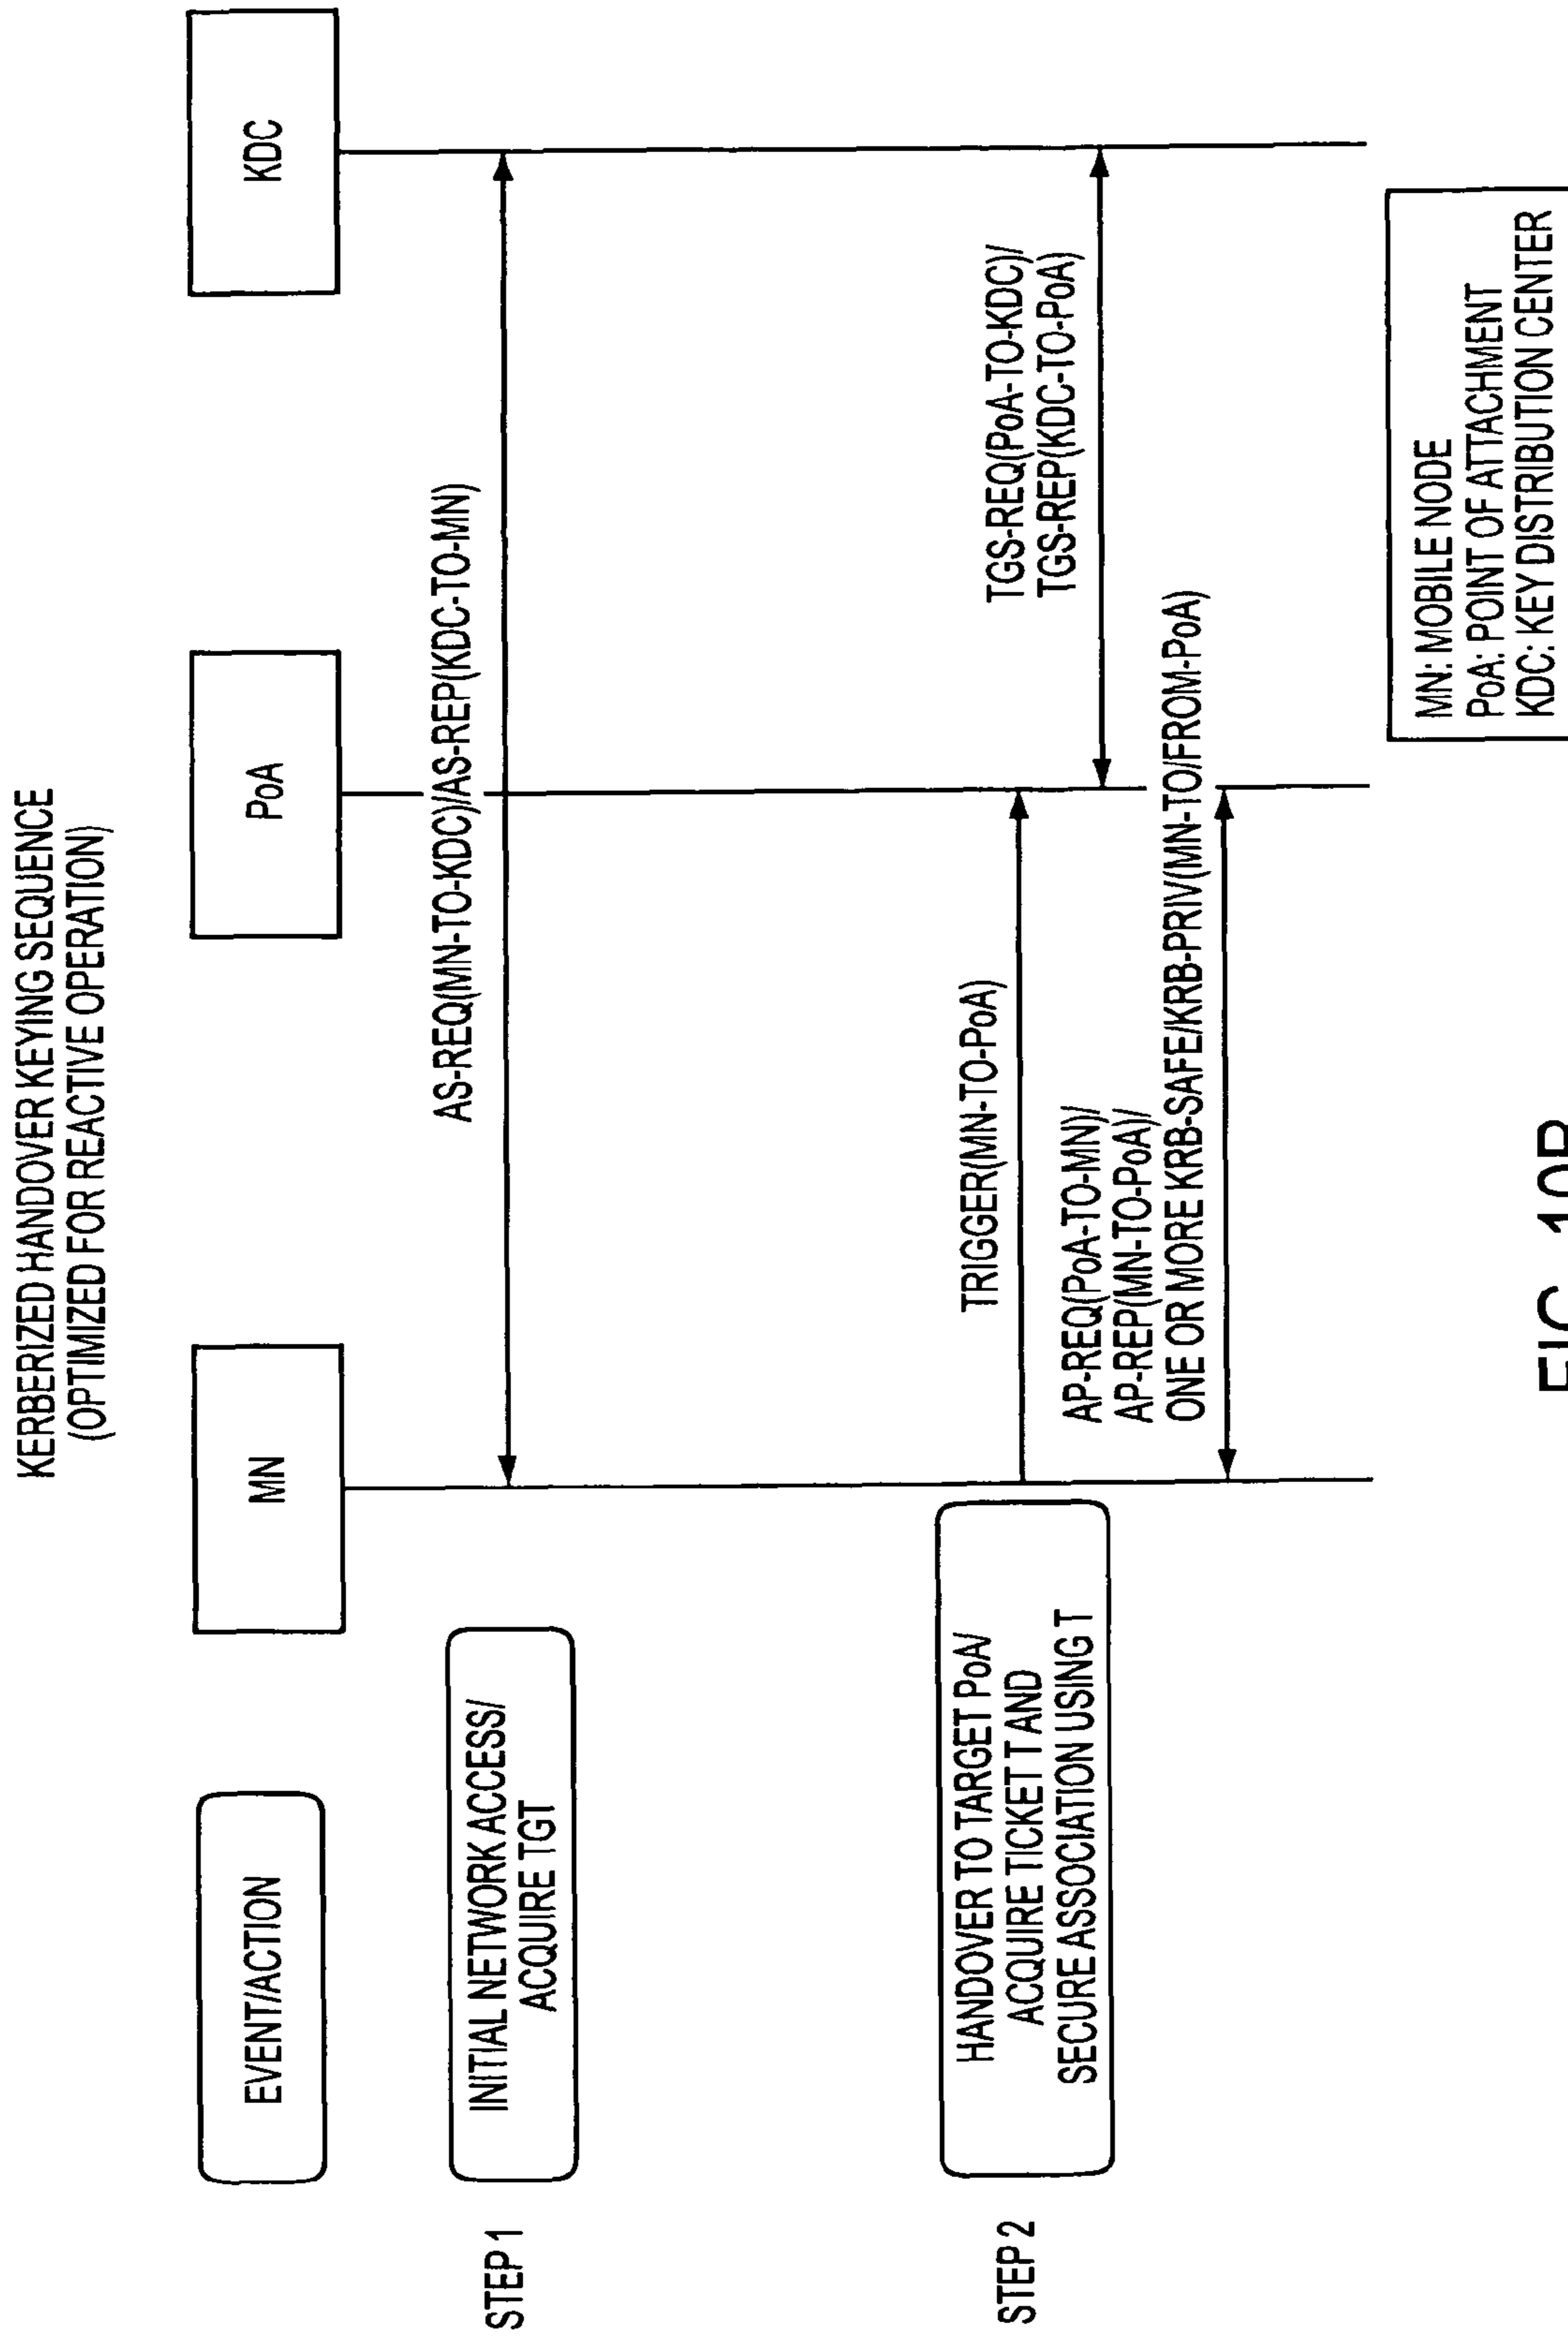 KERBERIZED HANDOVER KEYING SEQUENCE
(OPTIMIZED FOR REACTIVE OPERATION)
EVENT/ACTION
MN
PoA
KDC
STEP 1
INITIAL NETWORK ACCESS/
ACQUIRE TGT
AS-REQ(MN-TO-KDC)/AS-REP(KDC-TO-MN)
STEP 2
HANDOVER TO TARGET PoA/
ACQUIRE TICKET T AND
SECURE ASSOCIATION USING T
TRIGGER(MN-TO-PoA)
TGS-REQ(PoA-TO-KDC)/
TGS-REP(KDC-TO-PoA)
AP-REQ(PoA-TO-MN)/
AP-REP(MN-TO-PoA)/
ONE OR MORE KRB-SAFE/KRB-PRIV(MN-TO/FROM-PoA)
MN: MOBILE NODE
PoA: POINT OF ATTACHMENT
KDC: KEY DISTRIBUTION CENTER
FIG. 10B